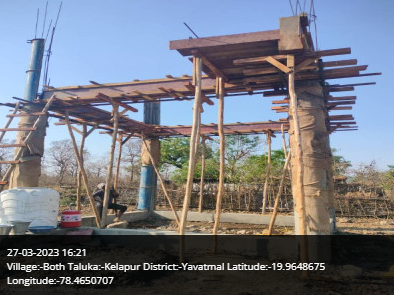 27-03-2023 16:21
Village:-Both Taluka:-Kelapur District:-Yavatmal Latitude:-19.9648675
Longitude:-78.4650707